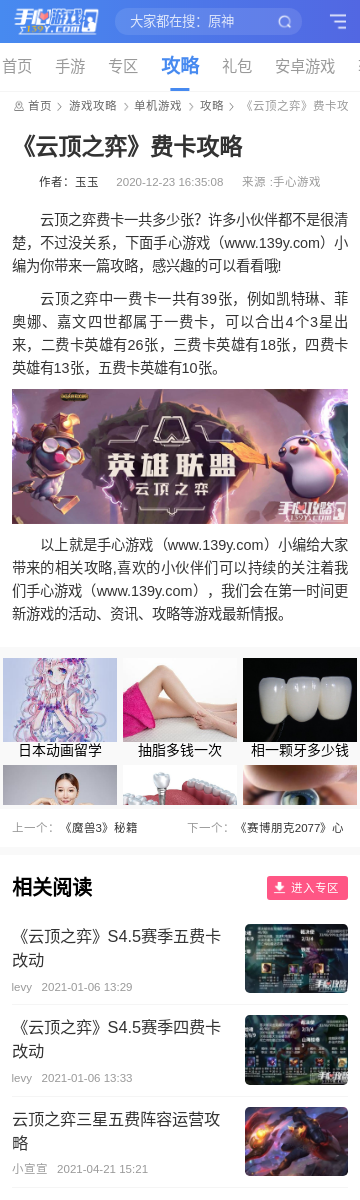 手心游戏
139Y.COM
大家都在搜：原神
首页 手游 专区 攻略 礼包 安卓游戏
首页 > 游戏攻略 > 单机游戏 > 攻略 > 《云顶之弈》费卡攻
《云顶之弈》费卡攻略
作者：玉玉 2020-12-23 16:35:08 来源 :手心游戏
云顶之弈费卡一共多少张？许多小伙伴都不是很清
楚，不过没关系，下面手心游戏（www.139y.com）小
编为你带来一篇攻略，感兴趣的可以看看哦!
云顶之弈中一费卡一共有39张，例如凯特琳、菲
奥娜、嘉文四世都属于一费卡，可以合出4个3星出
来，二费卡英雄有26张，三费卡英雄有18张，四费卡
英雄有13张，五费卡英雄有10张。
英雄联盟
云顶之弈
手心攻略
139Y.COM
以上就是手心游戏（www.139y.com）小编给大家
带来的相关攻略,喜欢的小伙伴们可以持续的关注着我
们手心游戏（www.139y.com），我们会在第一时间更
新游戏的活动、资讯、攻略等游戏最新情报。
日本动画留学 抽脂多钱一次 相一颗牙多少钱
上一个：《魔兽3》秘籍 下一个：《赛博朋克2077》心
相关阅读 进入专区
《云顶之弈》S4.5赛季五费卡
改动
levy 2021-01-06 13:29
手心攻略
《云顶之弈》S4.5赛季四费卡
改动
levy 2021-01-06 13:33
手心攻略
云顶之弈三星五费阵容运营攻
略
小宣宣 2021-04-21 15:21